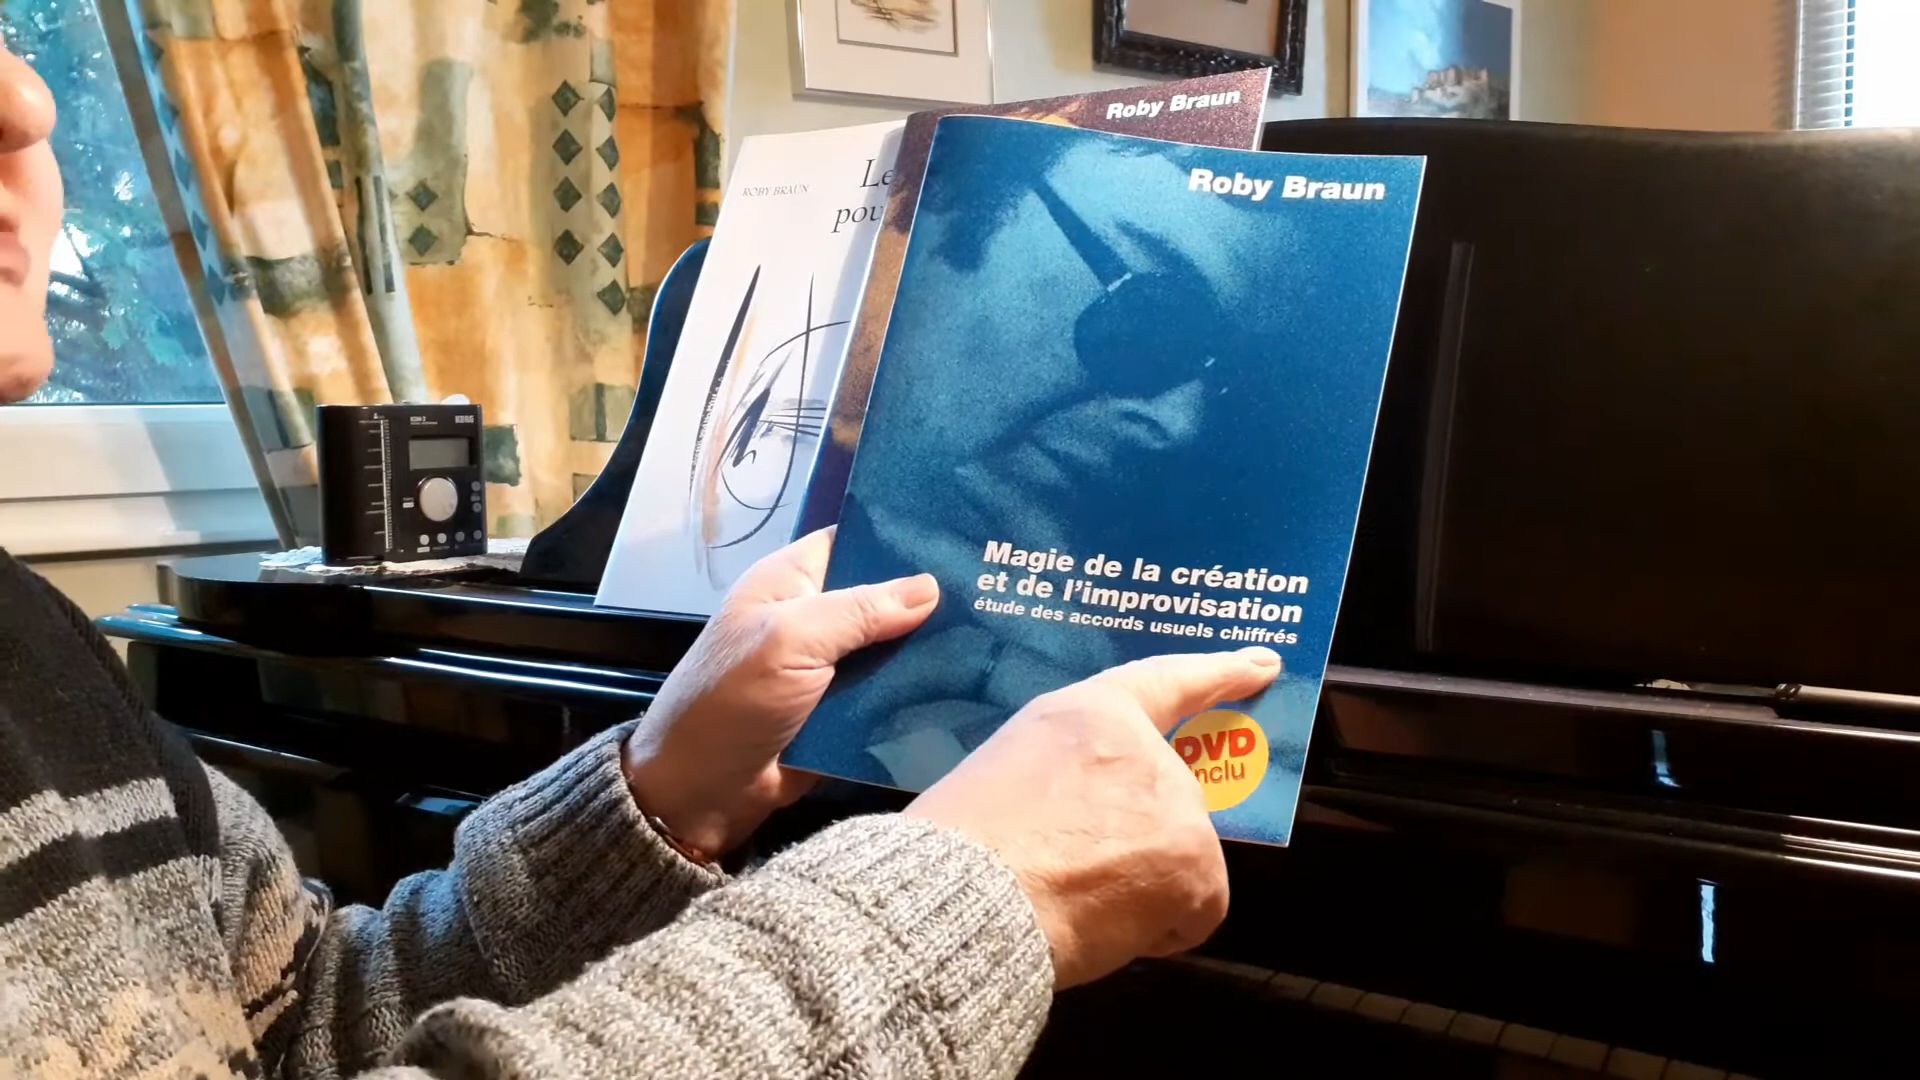 Roby Braun
Roby Braun
Magie de la création
et de l'improvisation
étude des accords usuels chiffrés
DVD
inclu
ROBY BRAUN
Le
pou
KORG